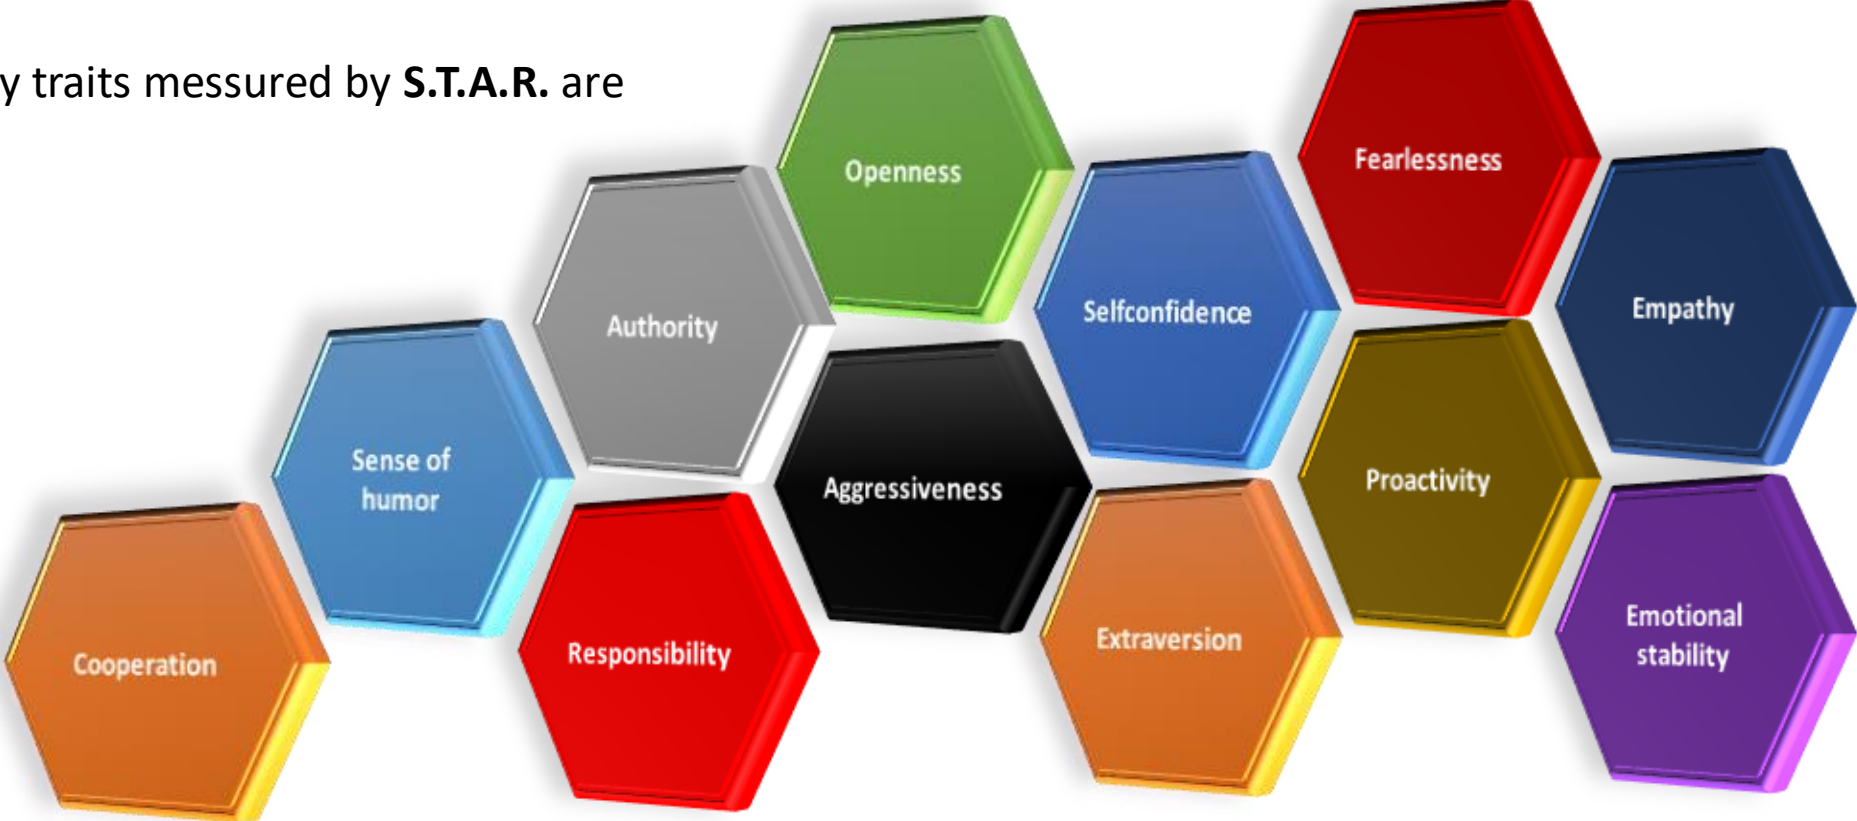 y traits messured by S.T.A.R. are
Openness
Fearlessness
Authority
Selfconfidence
Empathy
Sense of
humor
Aggressiveness
Proactivity
Cooperation
Responsibility
Extraversion
Emotional
stability